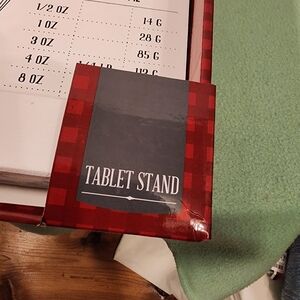 1/2 OZ 14 G
1 OZ 28 G
3 OZ 85 G
4 OZ
8 OZ
TABLET STAND